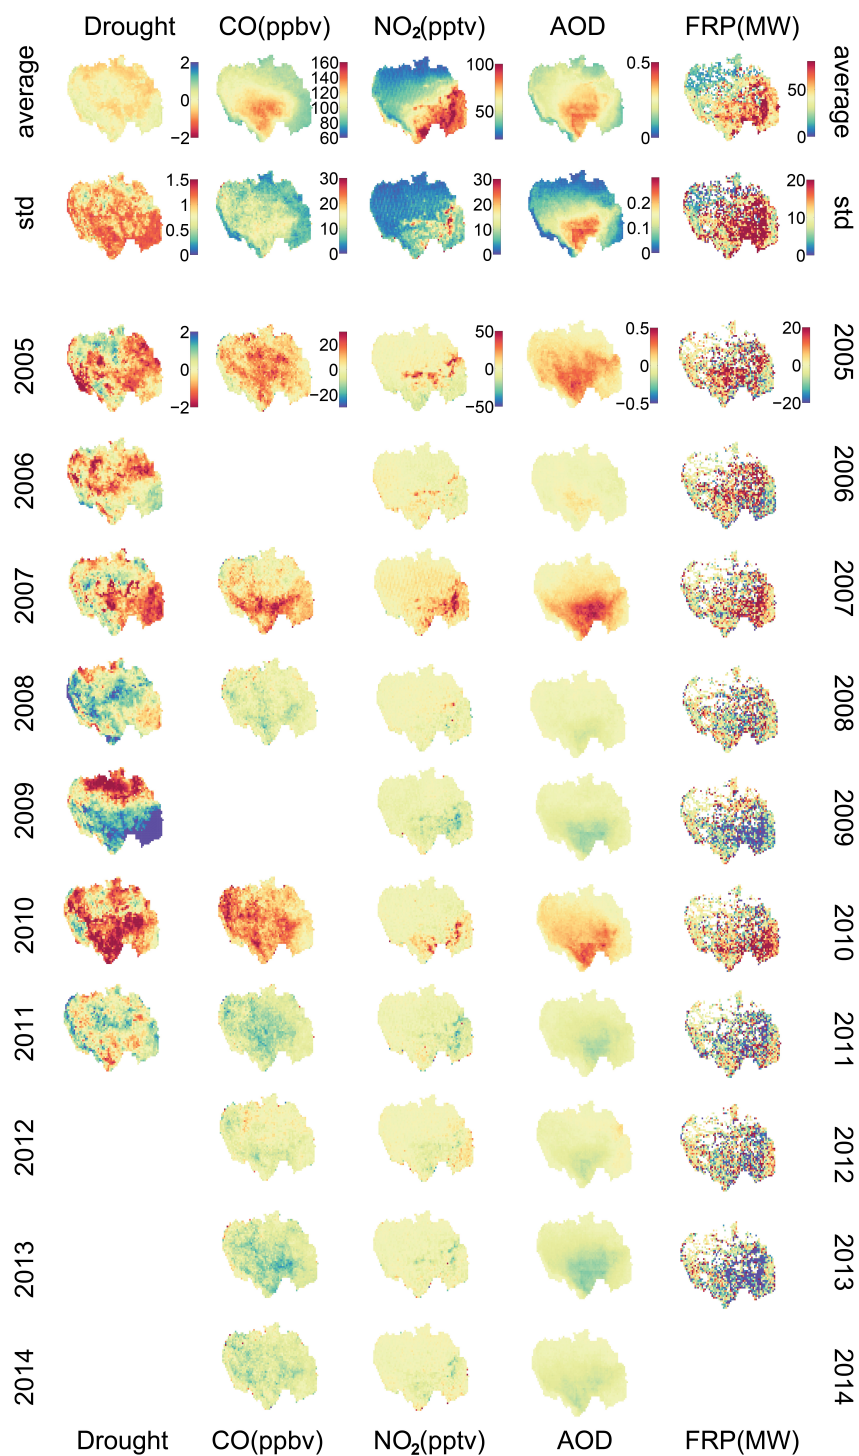 Drought CO(ppbv) NO₂(pptv) AOD FRP(MW)
average 2 0 −2 160 140 120 100 80 60 100 50 0.5 0 50 0 average
std 1.5 1 0.5 0 30 20 10 0 30 20 10 0 0.2 0.1 0 20 10 0 std
2005 2 0 −2 20 0 −20 50 0 −50 0.5 0 −0.5 20 0 −20 2005
2006 2006
2007 2007
2008 2008
2009 2009
2010 2010
2011 2011
2012 2012
2013 2013
2014 2014
Drought CO(ppbv) NO₂(pptv) AOD FRP(MW)